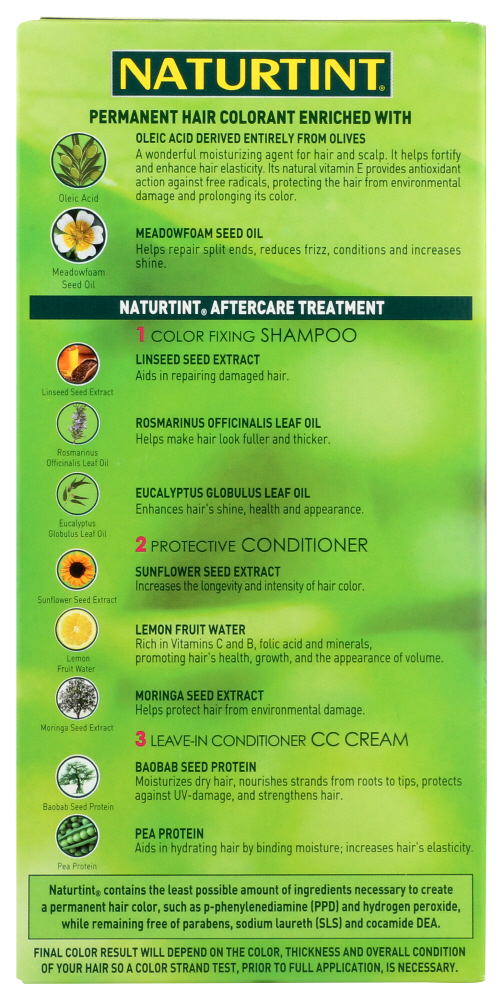 NATURTINT®
PERMANENT HAIR COLORANT ENRICHED WITH
OLEIC ACID DERIVED ENTIRELY FROM OLIVES
A wonderful moisturizing agent for hair and scalp. It helps fortify
and enhance hair elasticity. Its natural vitamin E provides antioxidant
action against free radicals, protecting the hair from environmental
damage and prolonging its color.
Oleic Acid
MEADOWFOAM SEED OIL
Helps repair split ends, reduces frizz, conditions and increases
shine.
Meadowfoam
Seed Oil
NATURTINT® AFTERCARE TREATMENT
1 COLOR FIXING SHAMPOO
LINSEED SEED EXTRACT
Aids in repairing damaged hair.
Linseed Seed Extract
ROSMARINUS OFFICINALIS LEAF OIL
Helps make hair look fuller and thicker.
Rosmarinus
Officinalis Leaf Oil
EUCALYPTUS GLOBULUS LEAF OIL
Enhances hair's shine, health and appearance.
Eucalyptus
Globulus Leaf Oil
2 PROTECTIVE CONDITIONER
SUNFLOWER SEED EXTRACT
Increases the longevity and intensity of hair color.
Sunflower Seed Extract
LEMON FRUIT WATER
Rich in Vitamins C and B, folic acid and minerals,
promoting hair's health, growth, and the appearance of volume.
Lemon
Fruit Water
MORINGA SEED EXTRACT
Helps protect hair from environmental damage.
Moringa Seed Extract
3 LEAVE-IN CONDITIONER CC CREAM
BAOBAB SEED PROTEIN
Moisturizes dry hair, nourishes strands from roots to tips, protects
against UV-damage, and strengthens hair.
Baobab Seed Protein
PEA PROTEIN
Aids in hydrating hair by binding moisture; increases hair's elasticity.
Pea Protein
Naturtint® contains the least possible amount of ingredients necessary to create
a permanent hair color, such as p-phenylenediamine (PPD) and hydrogen peroxide,
while remaining free of parabens, sodium laureth (SLS) and cocamide DEA.
FINAL COLOR RESULT WILL DEPEND ON THE COLOR, THICKNESS AND OVERALL CONDITION
OF YOUR HAIR SO A COLOR STRAND TEST, PRIOR TO FULL APPLICATION, IS NECESSARY.